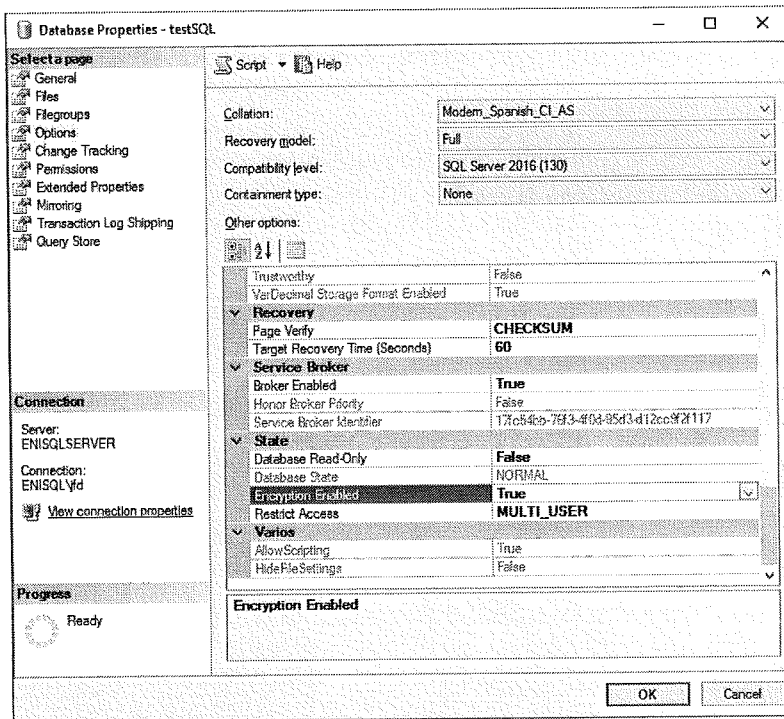 Database Properties - testSQL
Select a page
General
Files
Filegroups
Options
Change Tracking
Permissions
Extended Properties
Mirroring
Transaction Log Shipping
Query Store
Connection
Server:
ENISQLSERVER
Connection:
ENISQL\jfd
View connection properties
Progress
Ready
Script Help
Collation: Modern_Spanish_CI_AS
Recovery model: Full
Compatibility level: SQL Server 2016 (130)
Containment type: None
Other options:
Trustworthy False
VarDecimal Storage Format Enabled True
Recovery
Page Verify CHECKSUM
Target Recovery Time (Seconds) 60
Service Broker
Broker Enabled True
Honor Broker Priority False
Service Broker Identifier
State
Database Read-Only False
Database State NORMAL
Encryption Enabled True
Restrict Access MULTI_USER
Varios
AllowScripting True
HideFileSettings False
Encryption Enabled
OK Cancel